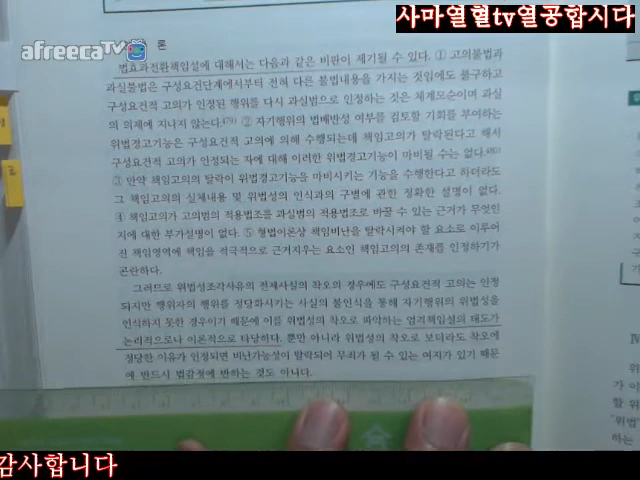 사마열혈tv열공합시다
afreecaTV
론
법효과전환책임설에 대해서는 다음과 같은 비판이 제기될 수 있다. ① 고의불법과
과실불법은 구성요건단계에서부터 전혀 다른 불법내용을 가지는 것임에도 불구하고
구성요건적 고의가 인정된 행위를 다시 과실범으로 인정하는 것은 체계모순이며 과실
의 의제에 지나지 않는다.479) ② 자기행위의 법배반성 여부를 검토할 기회를 부여하는
위법경고기능은 구성요건적 고의에 의해 수행되는데 책임고의가 탈락된다고 해서
구성요건적 고의가 인정되는 자에 대해 이러한 위법경고기능이 마비될 수는 없다.480)
③ 만약 책임고의의 탈락이 위법경고기능을 마비시키는 기능을 수행한다고 하더라도
그 책임고의의 실체내용 및 위법성의 인식과의 구별에 관한 정확한 설명이 없다.
④ 책임고의가 고의범의 적용법조를 과실범의 적용법조로 바꿀 수 있는 근거가 무엇인
지에 대한 부가설명이 없다. ⑤ 형법이론상 책임비난을 탈락시켜야 할 요소로 이루어
진 책임영역에 책임을 적극적으로 근거지우는 요소인 책임고의의 존재를 인정하기가
곤란하다.
그러므로 위법성조각사유의 전제사실의 착오의 경우에도 구성요건적 고의는 인정
되지만 행위자의 행위를 정당화시키는 사실의 불인식을 통해 자기행위의 위법성을
인식하지 못한 경우이기 때문에 이를 위법성의 착오로 파악하는 엄격책임설의 태도가
논리적으로나 이론적으로 타당하다. 뿐만 아니라 위법성의 착오로 보더라도 착오에
정당한 이유가 인정되면 비난가능성이 탈락되어 무죄가 될 수 있는 여지가 있기 때문
에 반드시 법감정에 반하는 것도 아니다.
위
가 이
할 위
"위법
하는
감사합니다